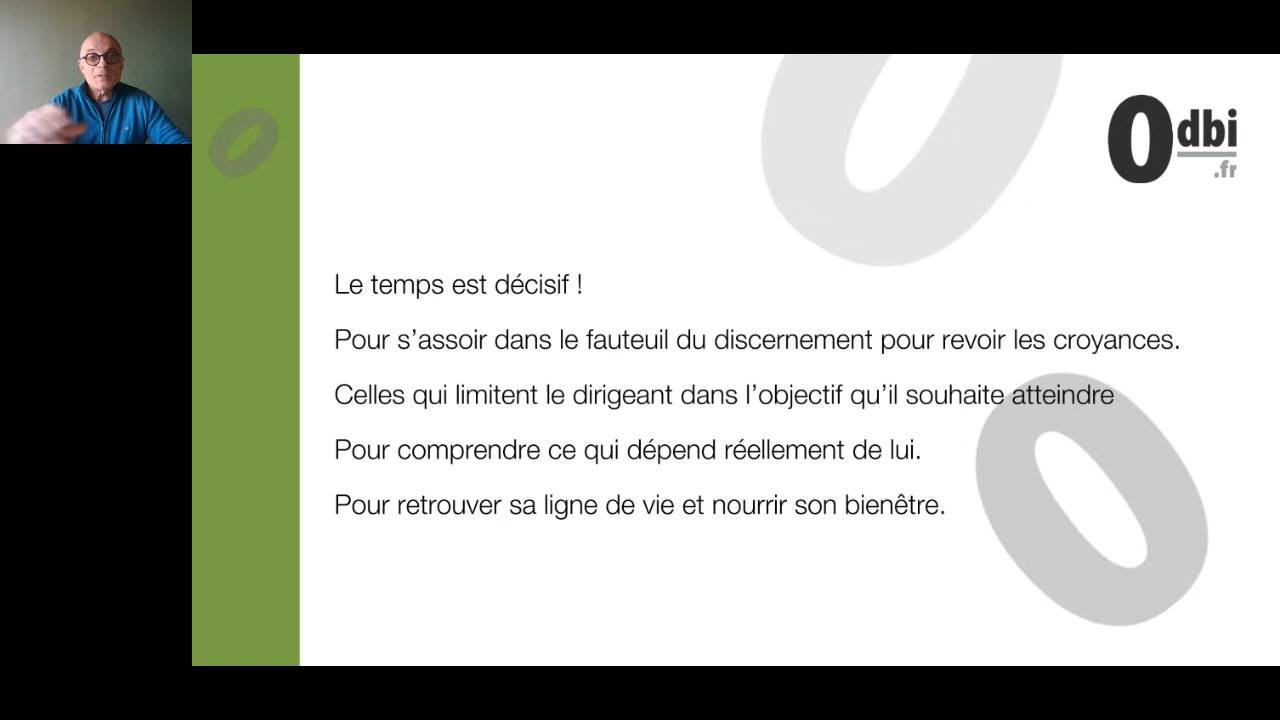 0dbi
.fr
Le temps est décisif !
Pour s’assoir dans le fauteuil du discernement pour revoir les croyances.
Celles qui limitent le dirigeant dans l’objectif qu’il souhaite atteindre
Pour comprendre ce qui dépend réellement de lui.
Pour retrouver sa ligne de vie et nourrir son bienêtre.